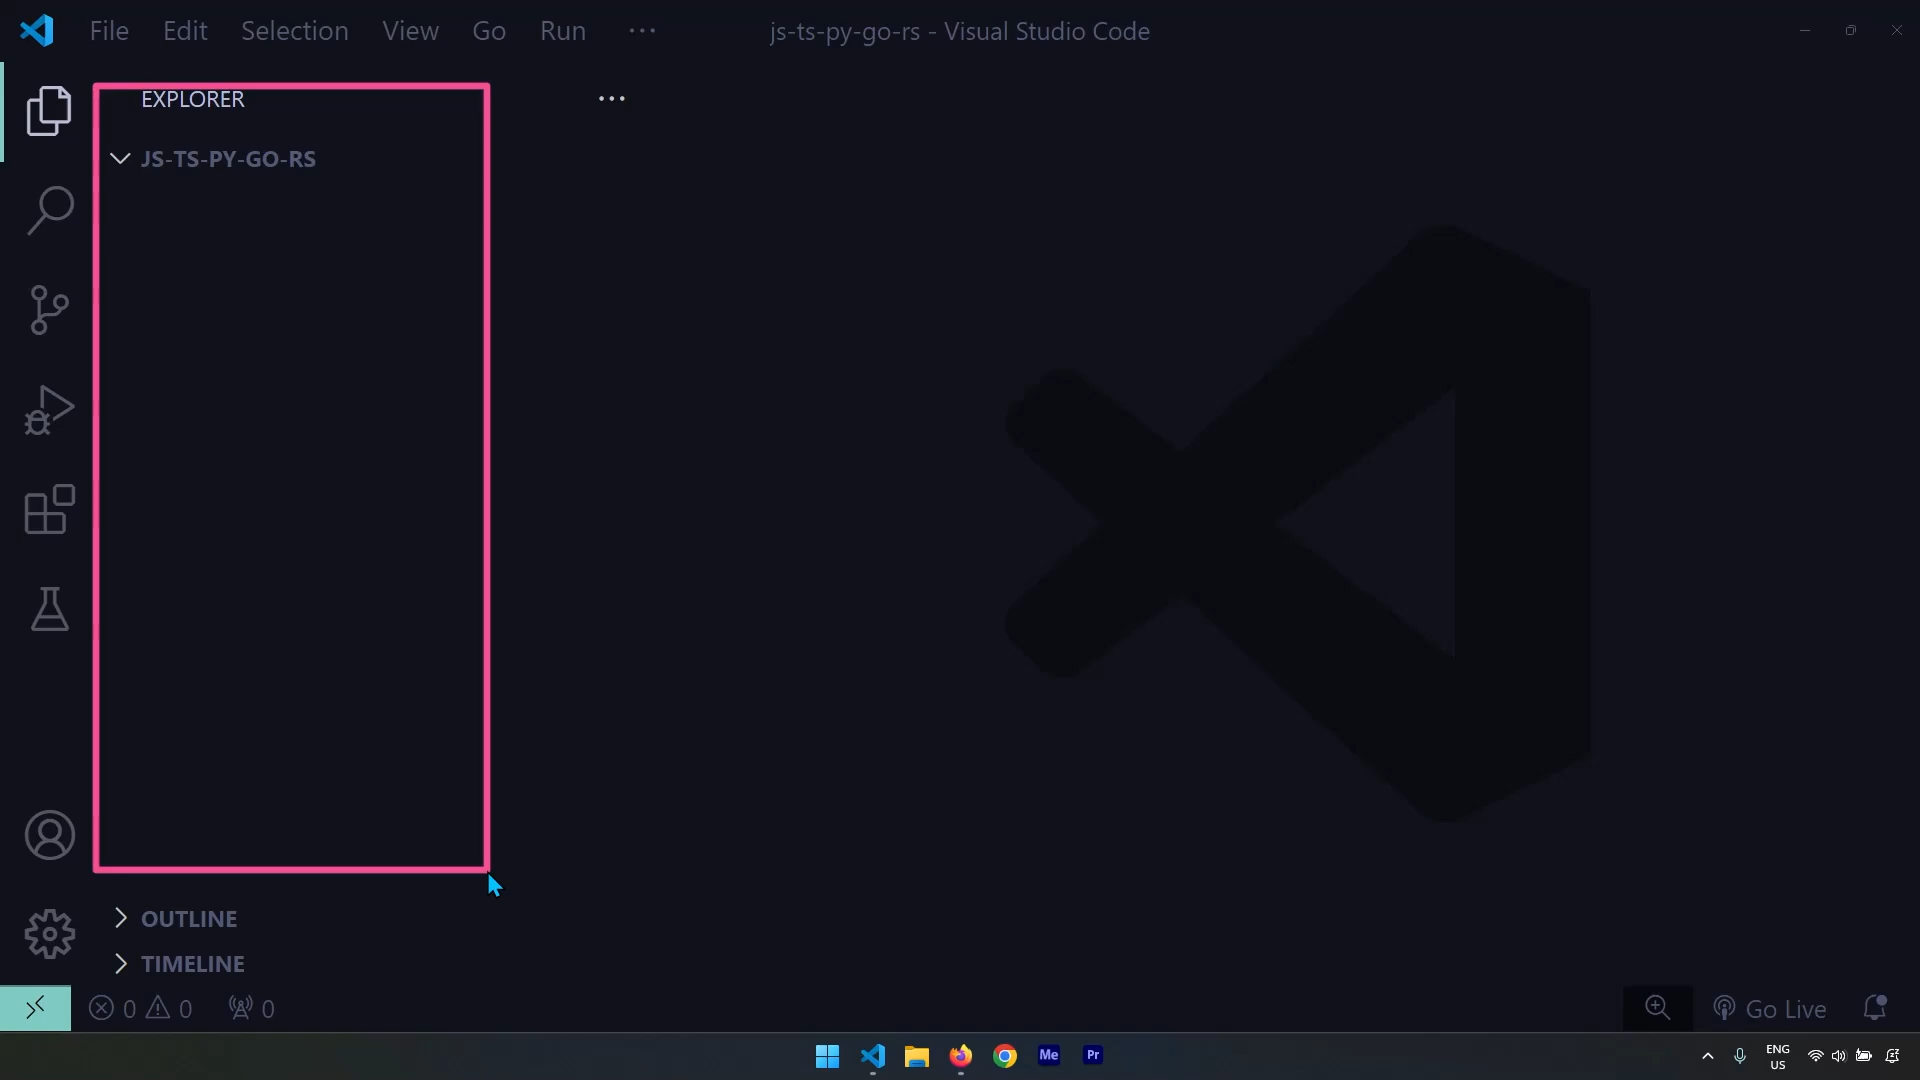 File Edit Selection View Go Run ··· js-ts-py-go-rs - Visual Studio Code
EXPLORER ···
JS-TS-PY-GO-RS
OUTLINE
TIMELINE
0 0 0 Go Live
Me Pr ENG
US